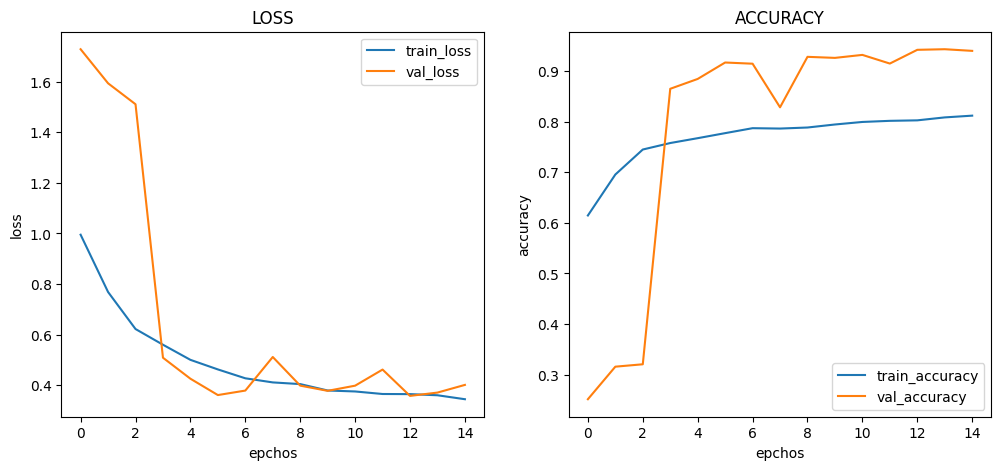 LOSS
train_loss
val_loss
1.6
1.4
1.2
1.0
0.8
0.6
0.4
loss
0 2 4 6 8 10 12 14
epchos
ACCURACY
0.9
0.8
0.7
0.6
0.5
0.4
0.3
accuracy
train_accuracy
val_accuracy
0 2 4 6 8 10 12 14
epchos